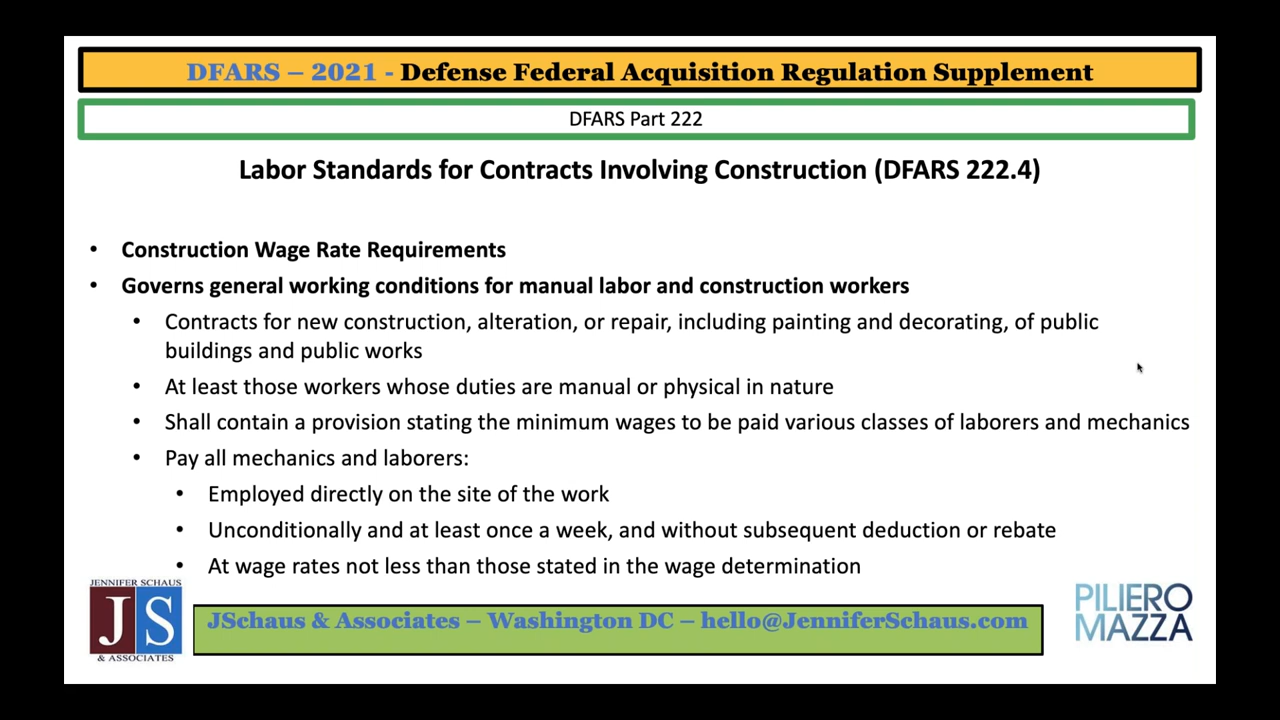 DFARS – 2021 - Defense Federal Acquisition Regulation Supplement
DFARS Part 222
Labor Standards for Contracts Involving Construction (DFARS 222.4)
• Construction Wage Rate Requirements
• Governs general working conditions for manual labor and construction workers
• Contracts for new construction, alteration, or repair, including painting and decorating, of public
buildings and public works
• At least those workers whose duties are manual or physical in nature
• Shall contain a provision stating the minimum wages to be paid various classes of laborers and mechanics
• Pay all mechanics and laborers:
• Employed directly on the site of the work
• Unconditionally and at least once a week, and without subsequent deduction or rebate
• At wage rates not less than those stated in the wage determination
JENNIFER SCHAUS
JS
& ASSOCIATES
JSchaus & Associates – Washington DC – hello@JenniferSchaus.com
PILIERO
MAZZA